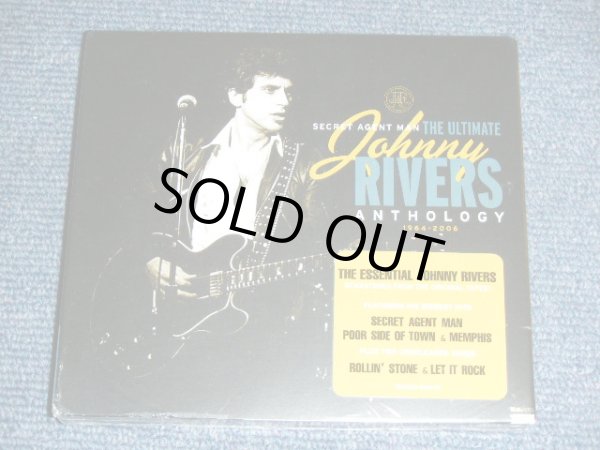 SECRET AGENT MAN THE ULTIMATE
Johnny
RIVERS
ANTHOLOGY
1964-2006
SOLD OUT
THE ESSENTIAL JOHNNY RIVERS
SECRET AGENT MAN
POOR SIDE OF TOWN & MEMPHIS
ROLLIN' STONE & LET IT ROCK